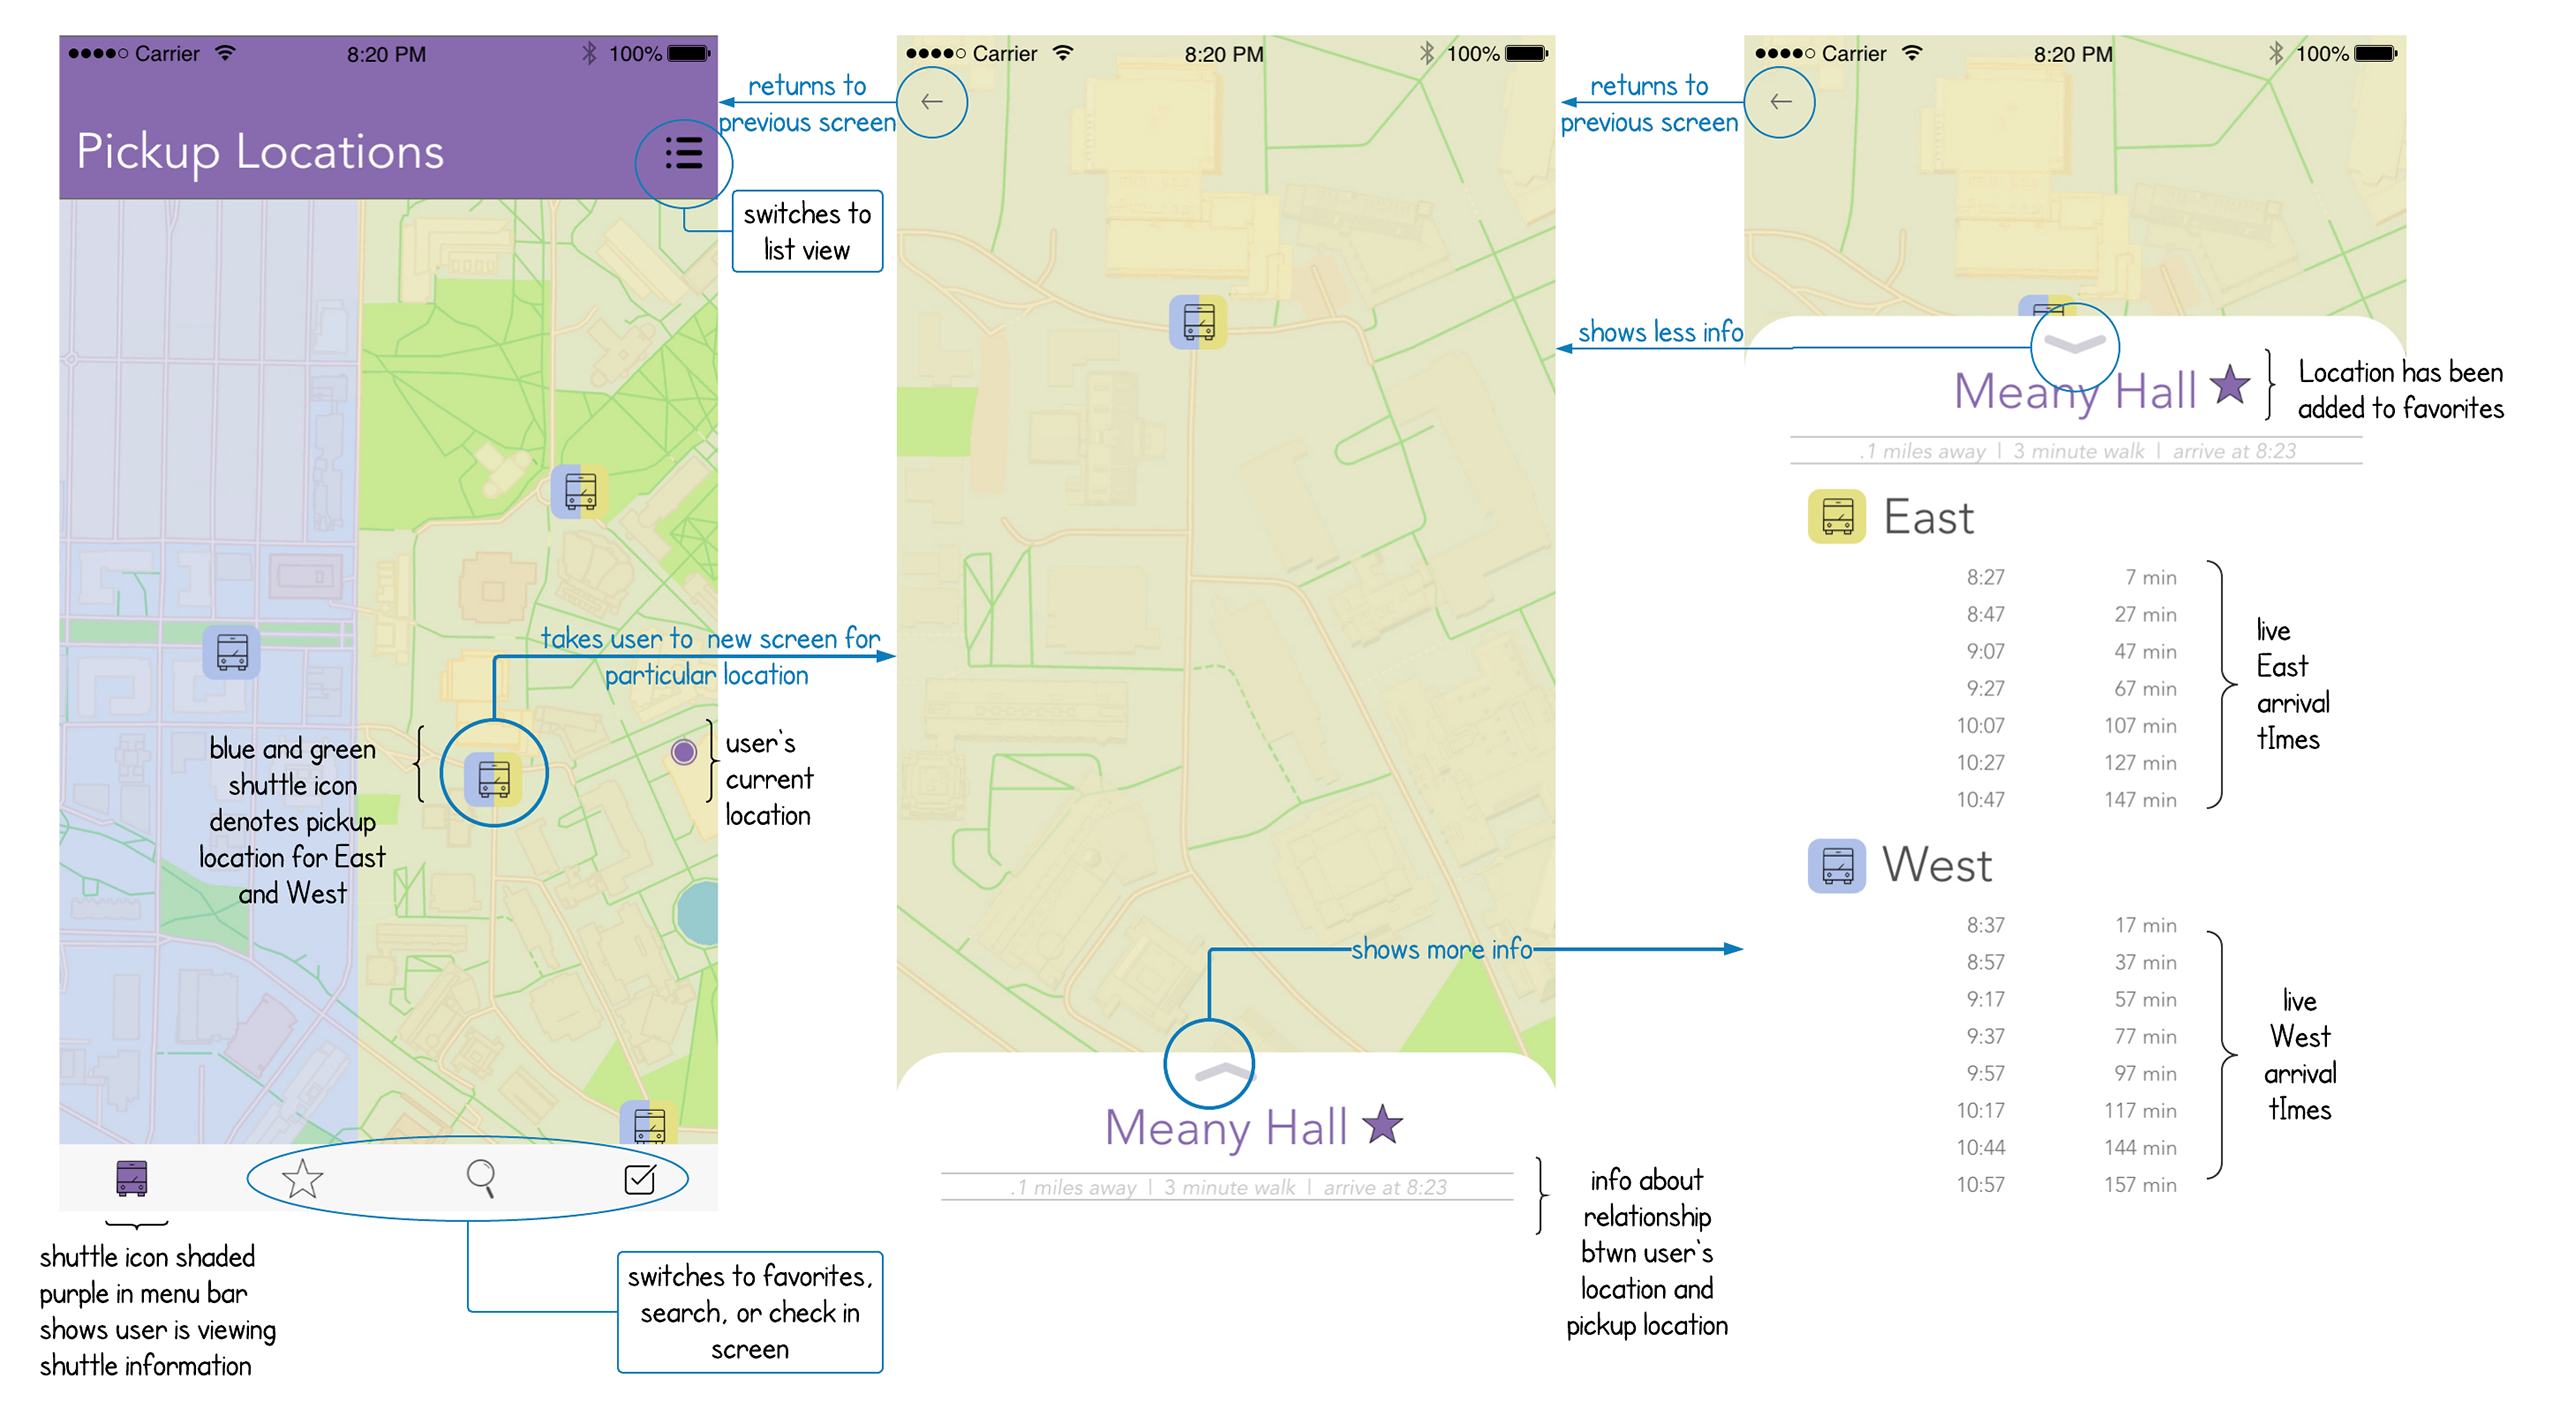 Carrier 8:20 PM 100%
Pickup Locations
returns to
previous screen
switches to
list view
takes user to new screen for
particular location
blue and green
shuttle icon
denotes pickup
location for East
and West
user's
current
location
shuttle icon shaded
purple in menu bar
shows user is viewing
shuttle information
switches to favorites,
search, or check in
screen
Carrier 8:20 PM 100%
returns to
previous screen
shows less info
shows more info
Meany Hall
.1 miles away | 3 minute walk | arrive at 8:23
info about
relationship
btwn user's
location and
pickup location
Carrier 8:20 PM 100%
Meany Hall
Location has been
added to favorites
.1 miles away | 3 minute walk | arrive at 8:23
East
8:27 7 min
8:47 27 min
9:07 47 min
9:27 67 min
10:07 107 min
10:27 127 min
10:47 147 min
live
East
arrival
tImes
West
8:37 17 min
8:57 37 min
9:17 57 min
9:37 77 min
9:57 97 min
10:17 117 min
10:44 144 min
10:57 157 min
live
West
arrival
tImes